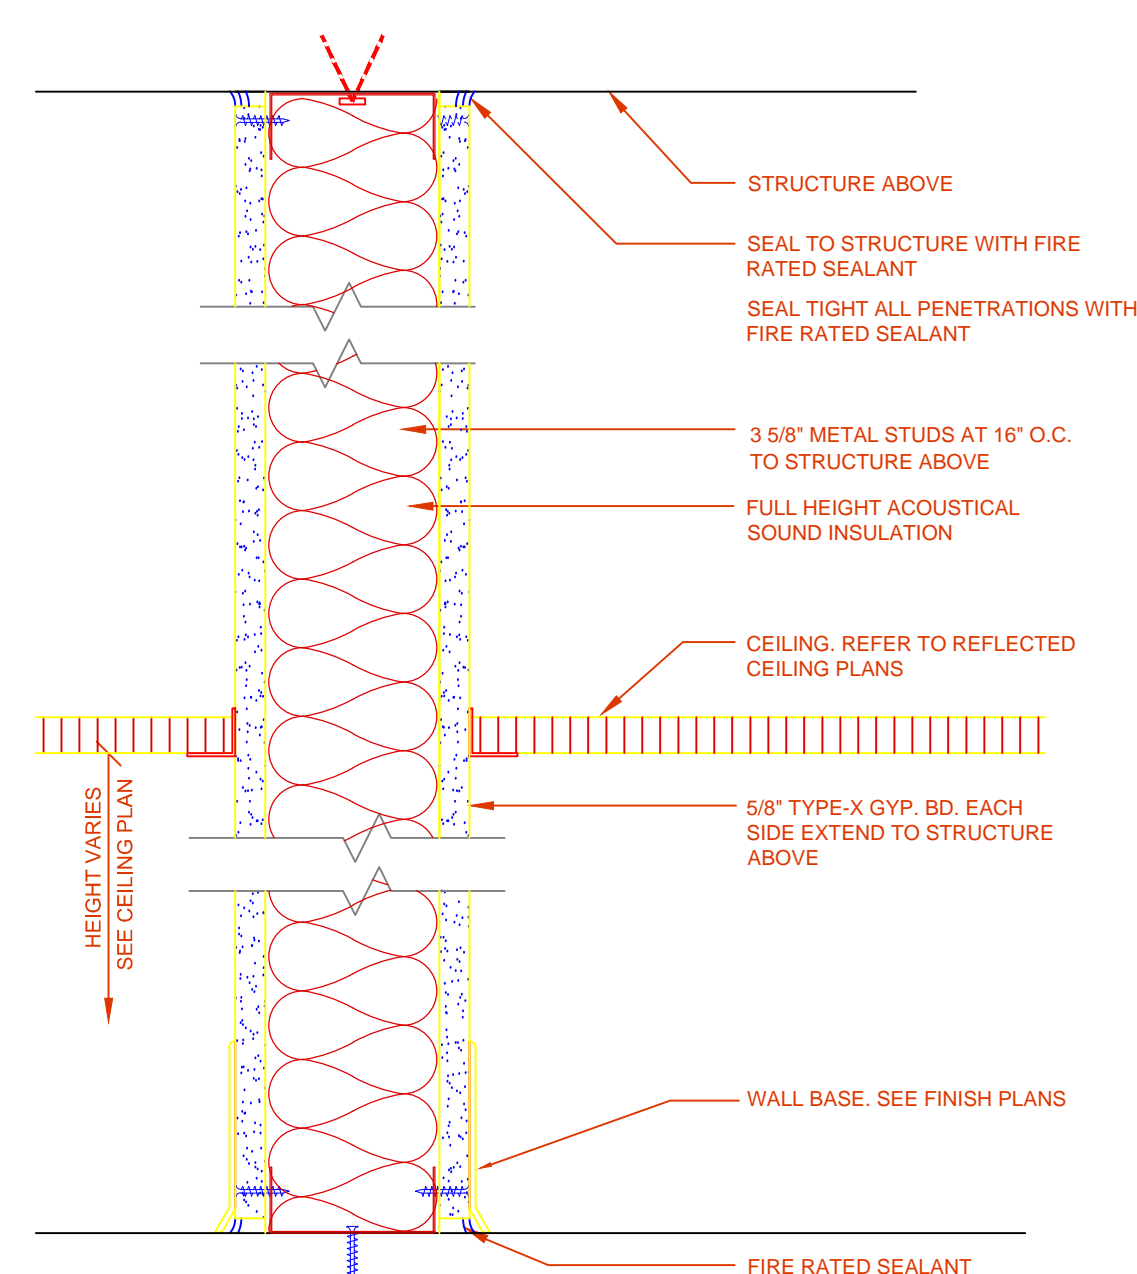 STRUCTURE ABOVE
SEAL TO STRUCTURE WITH FIRE
RATED SEALANT
SEAL TIGHT ALL PENETRATIONS WITH
FIRE RATED SEALANT
3 5/8" METAL STUDS AT 16" O.C.
TO STRUCTURE ABOVE
FULL HEIGHT ACOUSTICAL
SOUND INSULATION
CEILING. REFER TO REFLECTED
CEILING PLANS
5/8" TYPE-X GYP. BD. EACH
SIDE EXTEND TO STRUCTURE
ABOVE
HEIGHT VARIES
SEE CEILING PLAN
WALL BASE. SEE FINISH PLANS
FIRE RATED SEALANT